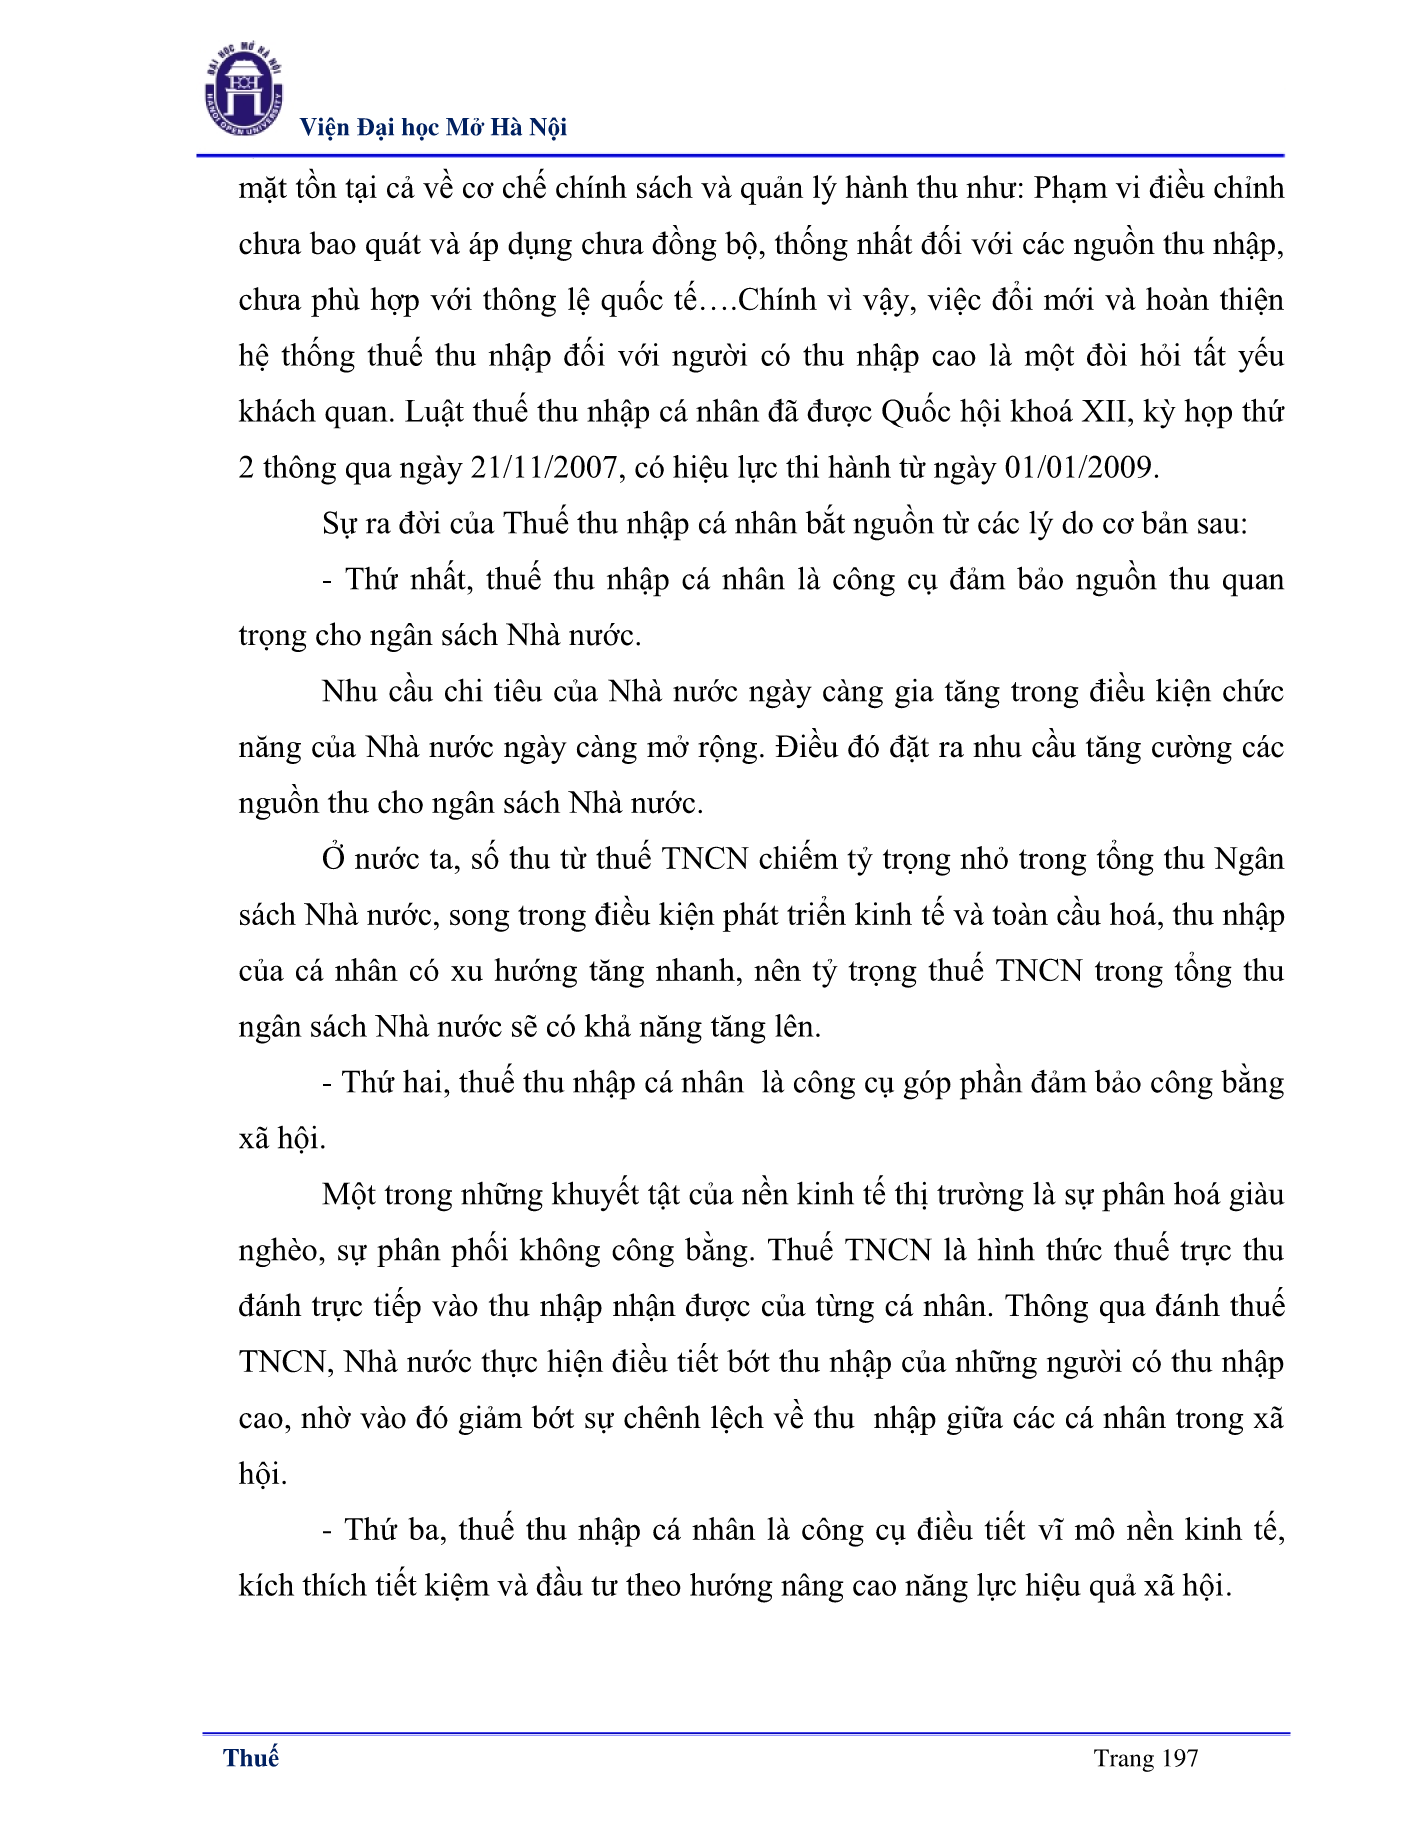 ĐẠI HỌC MỞ HÀ NỘI
HANOI OPEN UNIVERSITY
Viện Đại học Mở Hà Nội
mặt tồn tại cả về cơ chế chính sách và quản lý hành thu như: Phạm vi điều chỉnh
chưa bao quát và áp dụng chưa đồng bộ, thống nhất đối với các nguồn thu nhập,
chưa phù hợp với thông lệ quốc tế….Chính vì vậy, việc đổi mới và hoàn thiện
hệ thống thuế thu nhập đối với người có thu nhập cao là một đòi hỏi tất yếu
khách quan. Luật thuế thu nhập cá nhân đã được Quốc hội khoá XII, kỳ họp thứ
2 thông qua ngày 21/11/2007, có hiệu lực thi hành từ ngày 01/01/2009.
Sự ra đời của Thuế thu nhập cá nhân bắt nguồn từ các lý do cơ bản sau:
- Thứ nhất, thuế thu nhập cá nhân là công cụ đảm bảo nguồn thu quan
trọng cho ngân sách Nhà nước.
Nhu cầu chi tiêu của Nhà nước ngày càng gia tăng trong điều kiện chức
năng của Nhà nước ngày càng mở rộng. Điều đó đặt ra nhu cầu tăng cường các
nguồn thu cho ngân sách Nhà nước.
Ở nước ta, số thu từ thuế TNCN chiếm tỷ trọng nhỏ trong tổng thu Ngân
sách Nhà nước, song trong điều kiện phát triển kinh tế và toàn cầu hoá, thu nhập
của cá nhân có xu hướng tăng nhanh, nên tỷ trọng thuế TNCN trong tổng thu
ngân sách Nhà nước sẽ có khả năng tăng lên.
- Thứ hai, thuế thu nhập cá nhân  là công cụ góp phần đảm bảo công bằng
xã hội.
Một trong những khuyết tật của nền kinh tế thị trường là sự phân hoá giàu
nghèo, sự phân phối không công bằng. Thuế TNCN là hình thức thuế trực thu
đánh trực tiếp vào thu nhập nhận được của từng cá nhân. Thông qua đánh thuế
TNCN, Nhà nước thực hiện điều tiết bớt thu nhập của những người có thu nhập
cao, nhờ vào đó giảm bớt sự chênh lệch về thu  nhập giữa các cá nhân trong xã
hội.
- Thứ ba, thuế thu nhập cá nhân là công cụ điều tiết vĩ mô nền kinh tế,
kích thích tiết kiệm và đầu tư theo hướng nâng cao năng lực hiệu quả xã hội.
Thuế
Trang 197